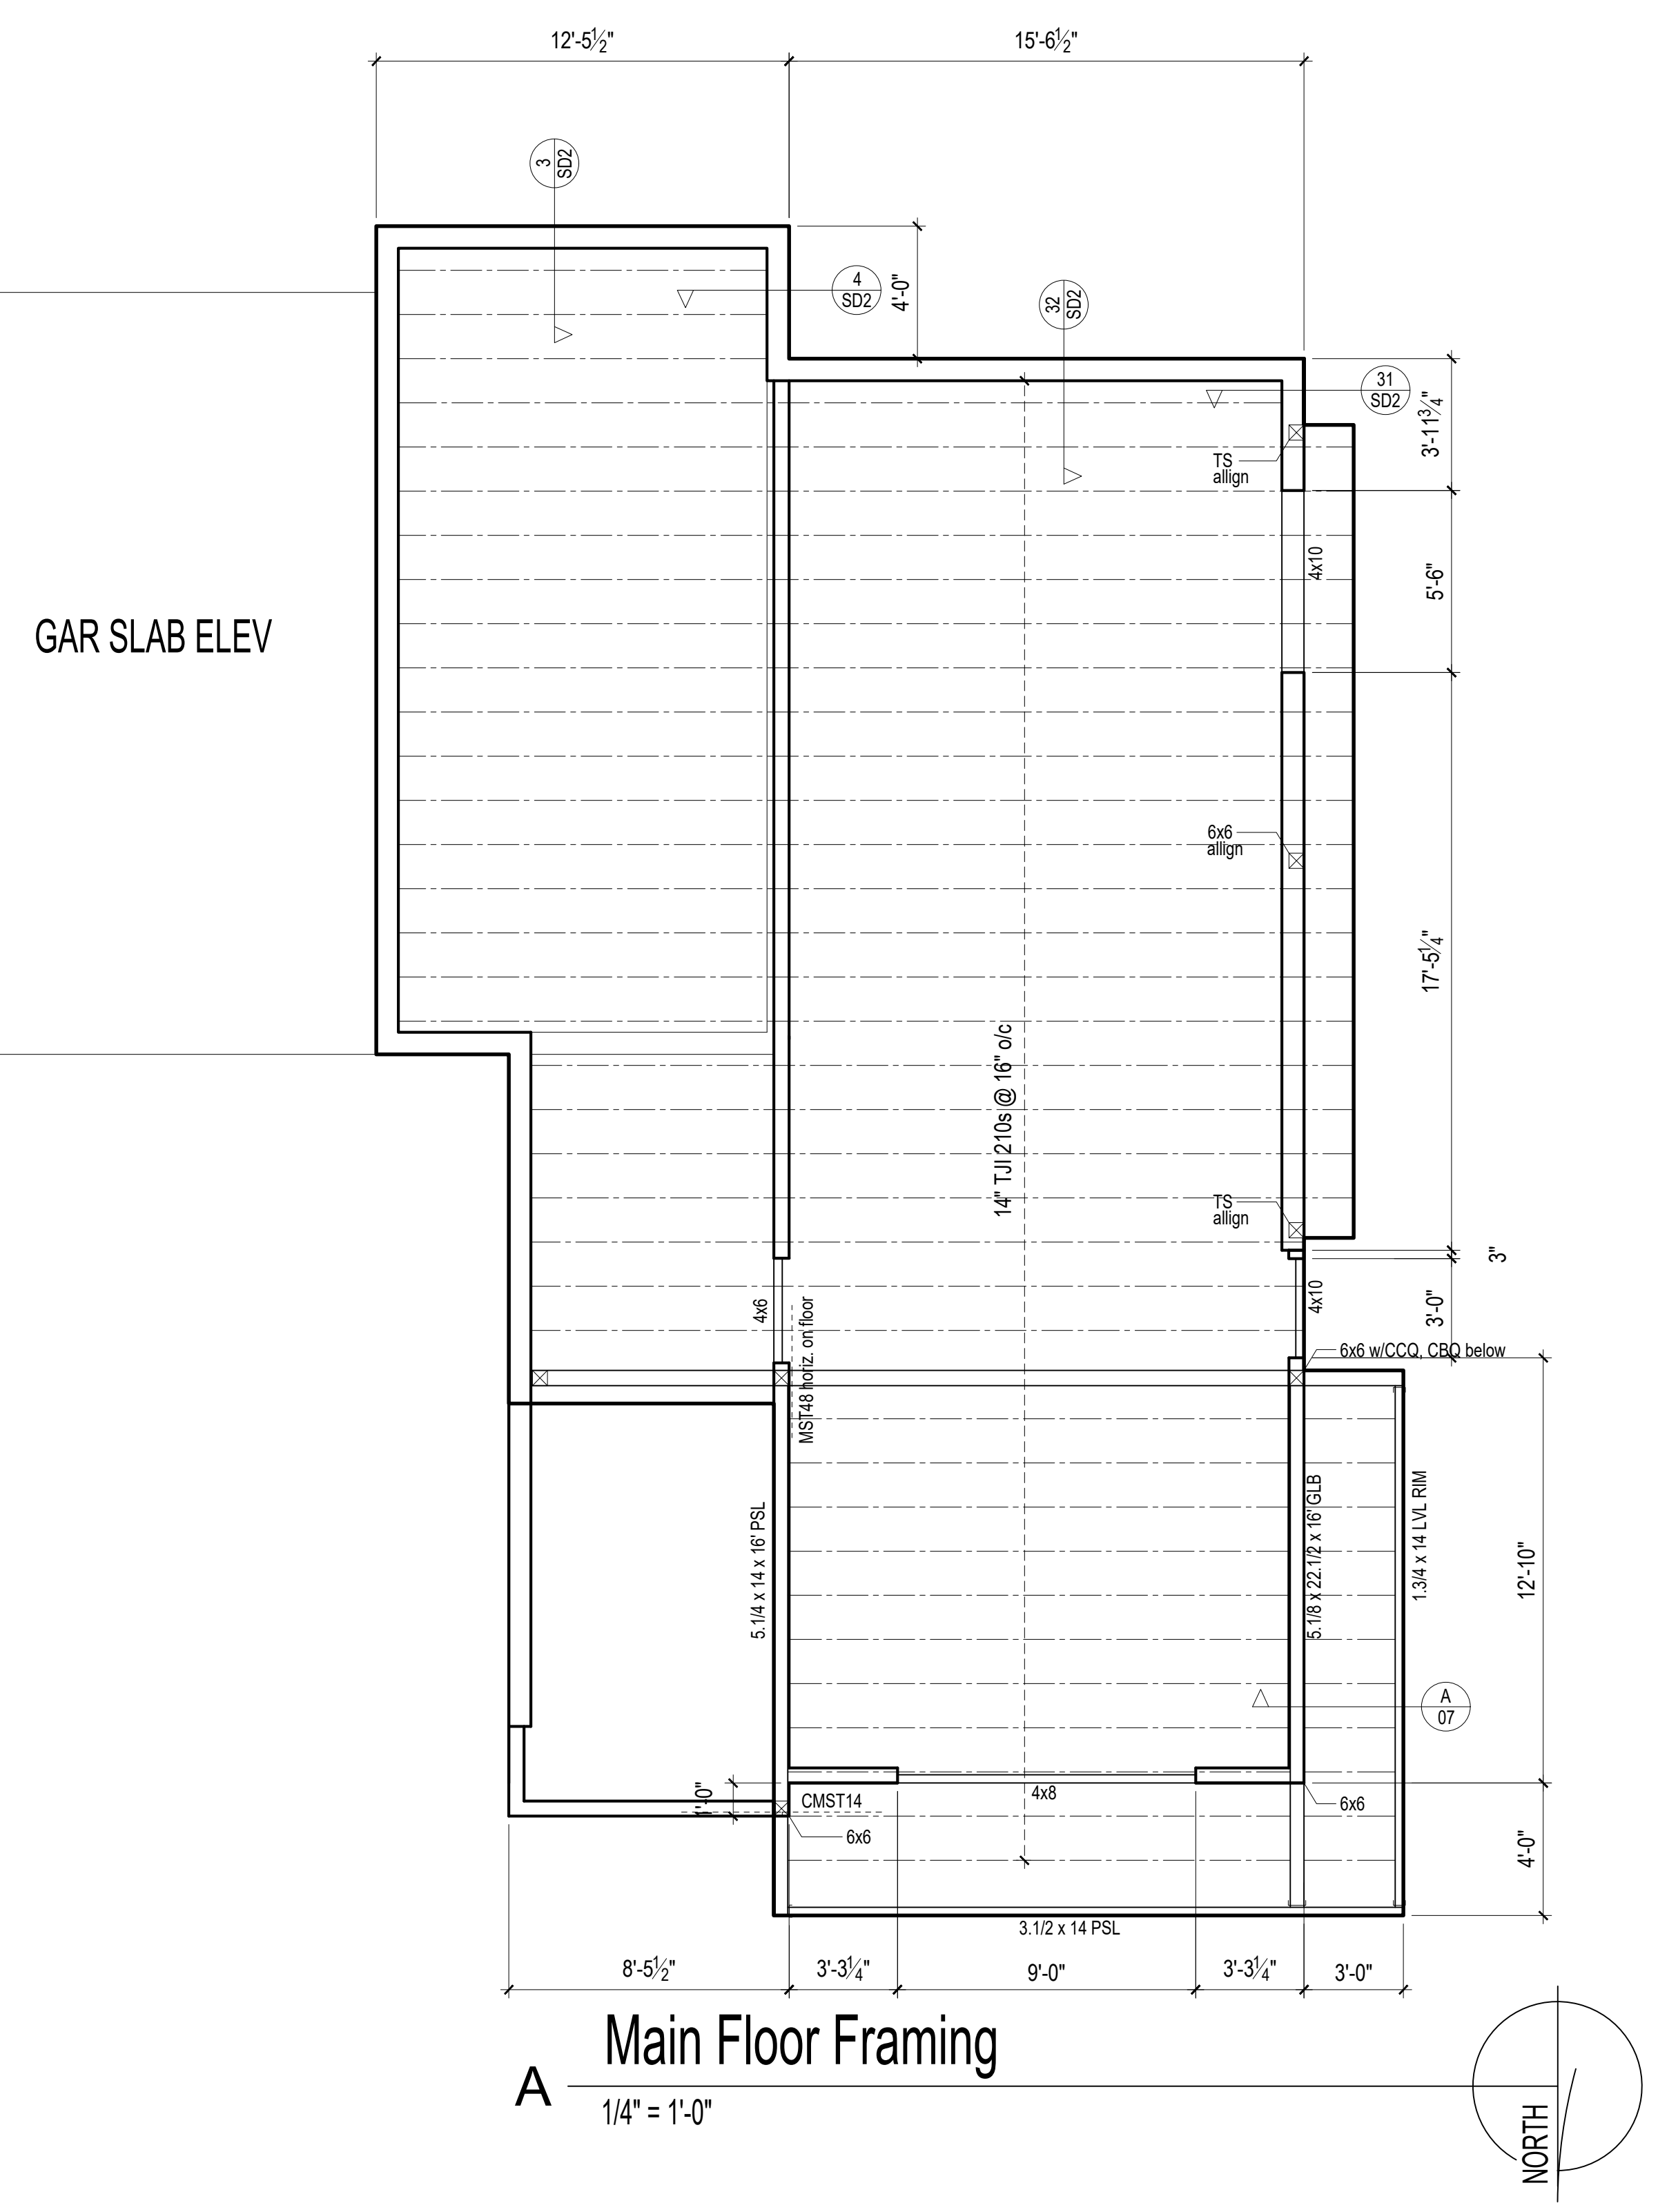 12'-5½"
15'-6½"
3
SD2
4
SD2
4'-0"
32
SD2
31
SD2
3'-11¾"
TS
allign
4x10
5'-6"
GAR SLAB ELEV
6x6
allign
17'-5¼"
14" TJI 210s @ 16" o/c
TS
allign
3"
4x6
MST48 horiz. on floor
4x10
3'-0"
6x6 w/CCQ, CBQ below
5.1/4 x 14 x 16' PSL
5.1/8 x 22.1/2 x 16' GLB
1.3/4 x 14 LVL RIM
12'-10"
A
07
1'-0"
CMST14
4x8
6x6
6x6
4'-0"
3.1/2 x 14 PSL
8'-5½"
3'-3¼"
9'-0"
3'-3¼"
3'-0"
Main Floor Framing
A
1/4" = 1'-0"
NORTH